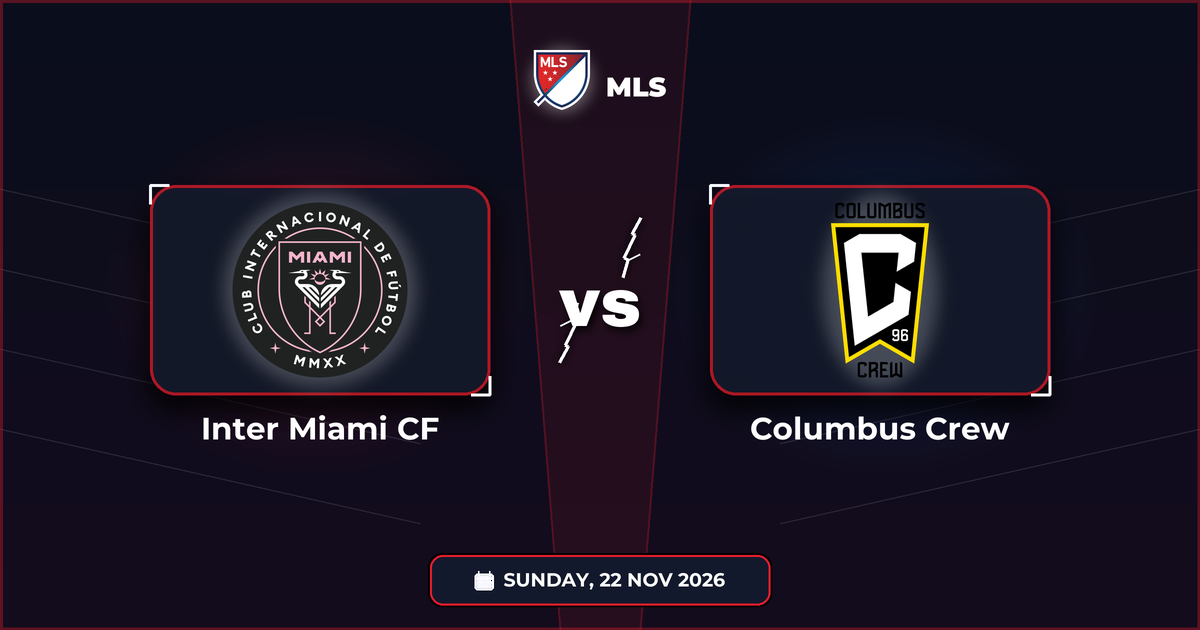 MLS
MLS
CLUB INTERNACIONAL DE FÚTBOL
MIAMI
MMXX
VS
COLUMBUS
C
96
CREW
Inter Miami CF
Columbus Crew
SUNDAY, 22 NOV 2026